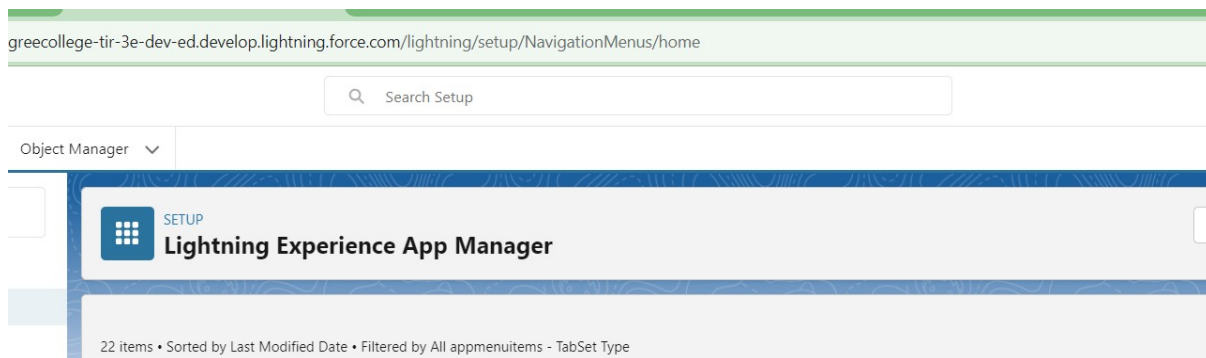 greecollege-tir-3e-dev-ed.develop.lightning.force.com/lightning/setup/NavigationMenus/home
Search Setup
Object Manager
SETUP
Lightning Experience App Manager
22 items • Sorted by Last Modified Date • Filtered by All appmenuitems - TabSet Type